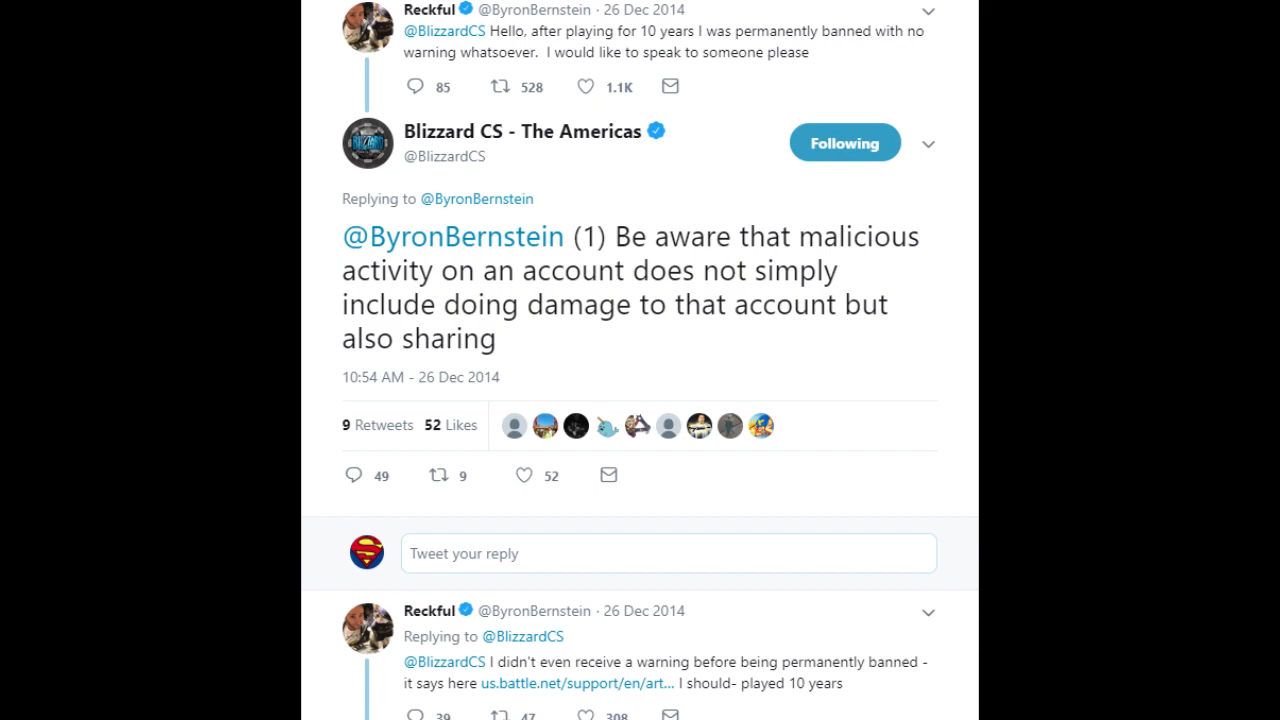 Reckful @ByronBernstein · 26 Dec 2014
@BlizzardCS Hello, after playing for 10 years I was permanently banned with no
warning whatsoever. I would like to speak to someone please
85 528 1.1K
Blizzard CS - The Americas
Following
@BlizzardCS
Replying to @ByronBernstein
@ByronBernstein (1) Be aware that malicious
activity on an account does not simply
include doing damage to that account but
also sharing
10:54 AM - 26 Dec 2014
9 Retweets 52 Likes
49 9 52
Tweet your reply
Reckful @ByronBernstein · 26 Dec 2014
Replying to @BlizzardCS
@BlizzardCS I didn't even receive a warning before being permanently banned -
it says here us.battle.net/support/en/art... I should- played 10 years
39 47 308